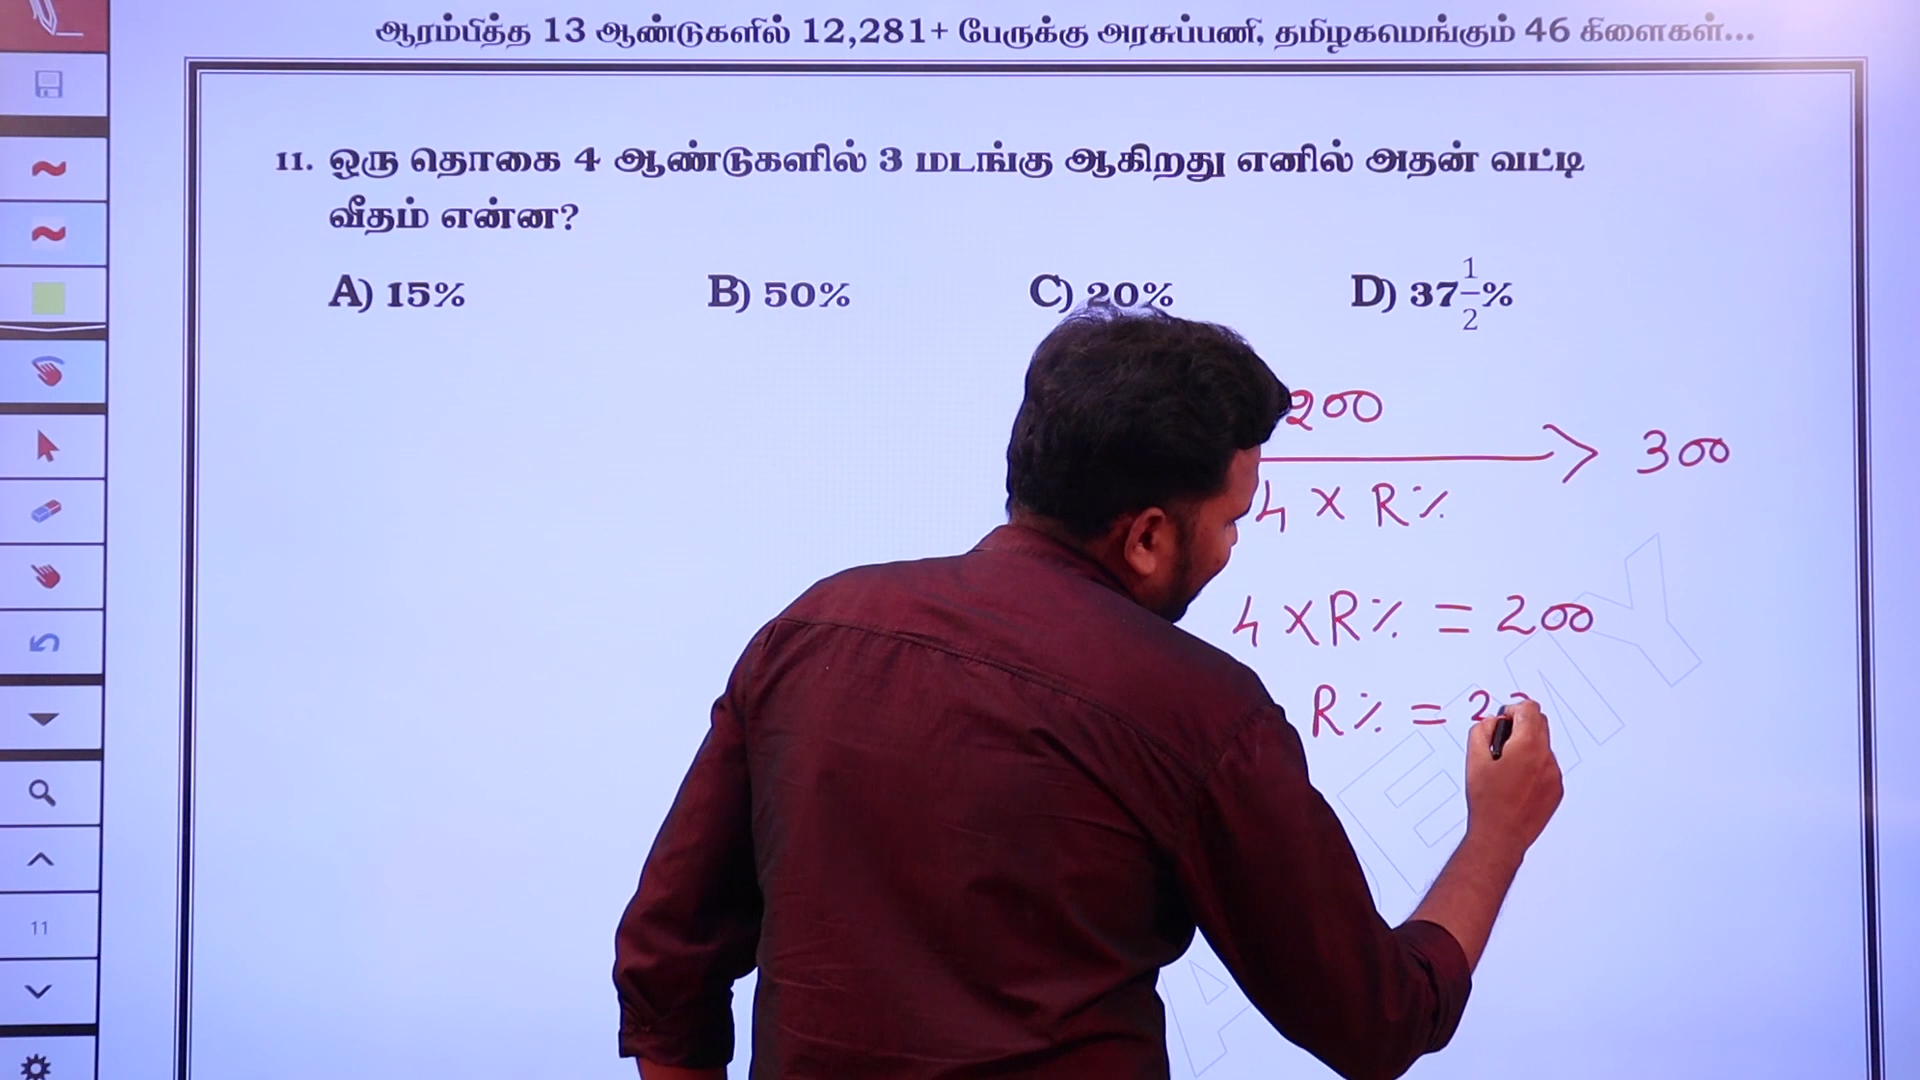 ஆரம்பித்த 13 ஆண்டுகளில் 12,281+ பேருக்கு அரசுப்பணி, தமிழகமெங்கும் 46 கிளைகள்...
11. ஒரு தொகை 4 ஆண்டுகளில் 3 மடங்கு ஆகிறது எனில் அதன் வட்டி
வீதம் என்ன?
A) 15% B) 50% C) 20% D) 37 1/2%
200
300
4 × R%
4 × R% = 200
R% = 2
11